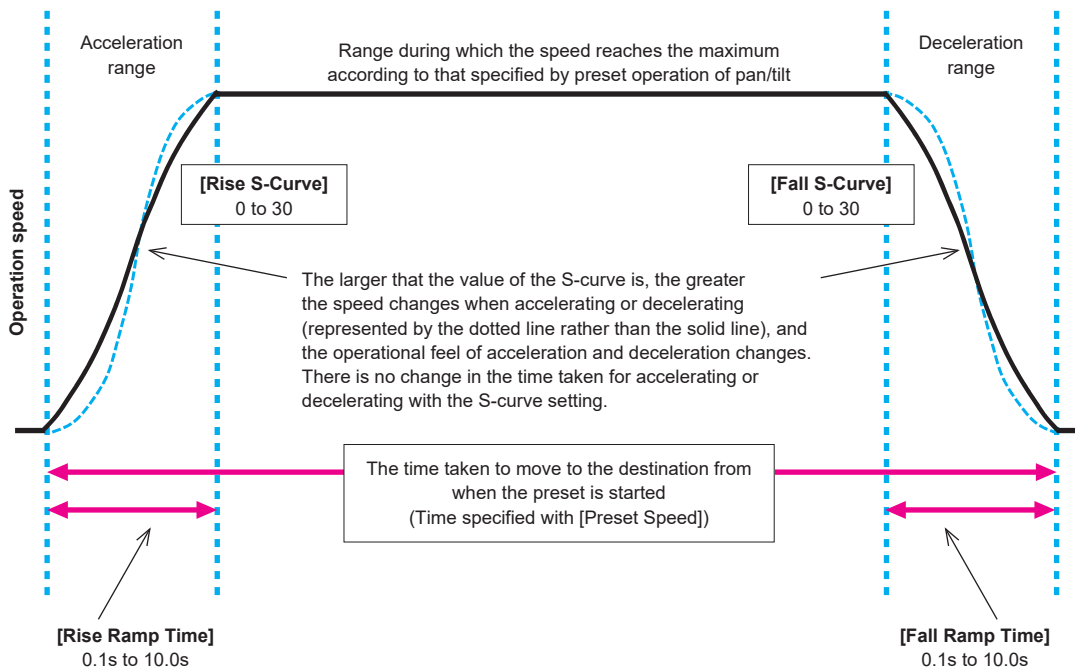 Acceleration
range
Range during which the speed reaches the maximum
according to that specified by preset operation of pan/tilt
Deceleration
range
Operation speed
[Rise S-Curve]
0 to 30
[Fall S-Curve]
0 to 30
The larger that the value of the S-curve is, the greater
the speed changes when accelerating or decelerating
(represented by the dotted line rather than the solid line), and
the operational feel of acceleration and deceleration changes.
There is no change in the time taken for accelerating or
decelerating with the S-curve setting.
The time taken to move to the destination from
when the preset is started
(Time specified with [Preset Speed])
[Rise Ramp Time]
0.1s to 10.0s
[Fall Ramp Time]
0.1s to 10.0s